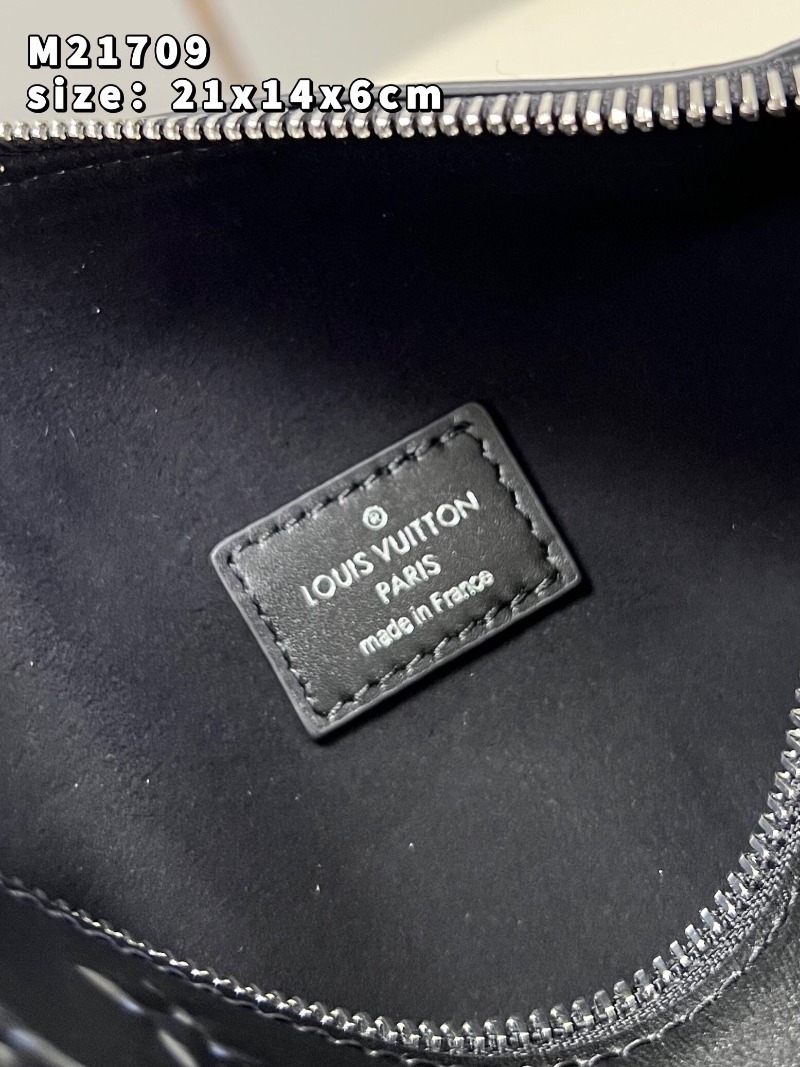 M21709
size: 21x14x6cm
®
LOUIS VUITTON
PARIS
made in France